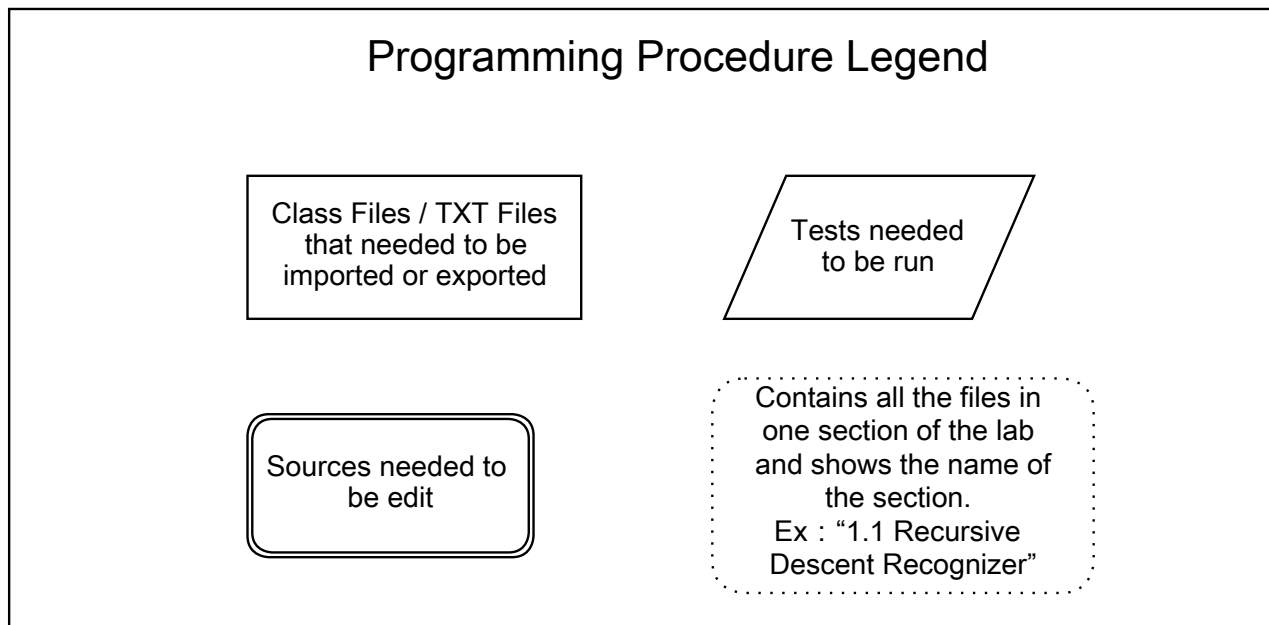 Programming Procedure Legend
Class Files / TXT Files
that needed to be
imported or exported
Tests needed
to be run
Sources needed to
be edit
Contains all the files in
one section of the lab
and shows the name of
the section.
Ex : “1.1 Recursive
Descent Recognizer”